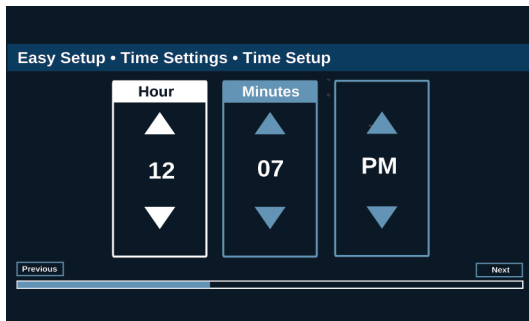 Easy Setup • Time Settings • Time Setup
Hour
Minutes
12
07
PM
Previous
Next